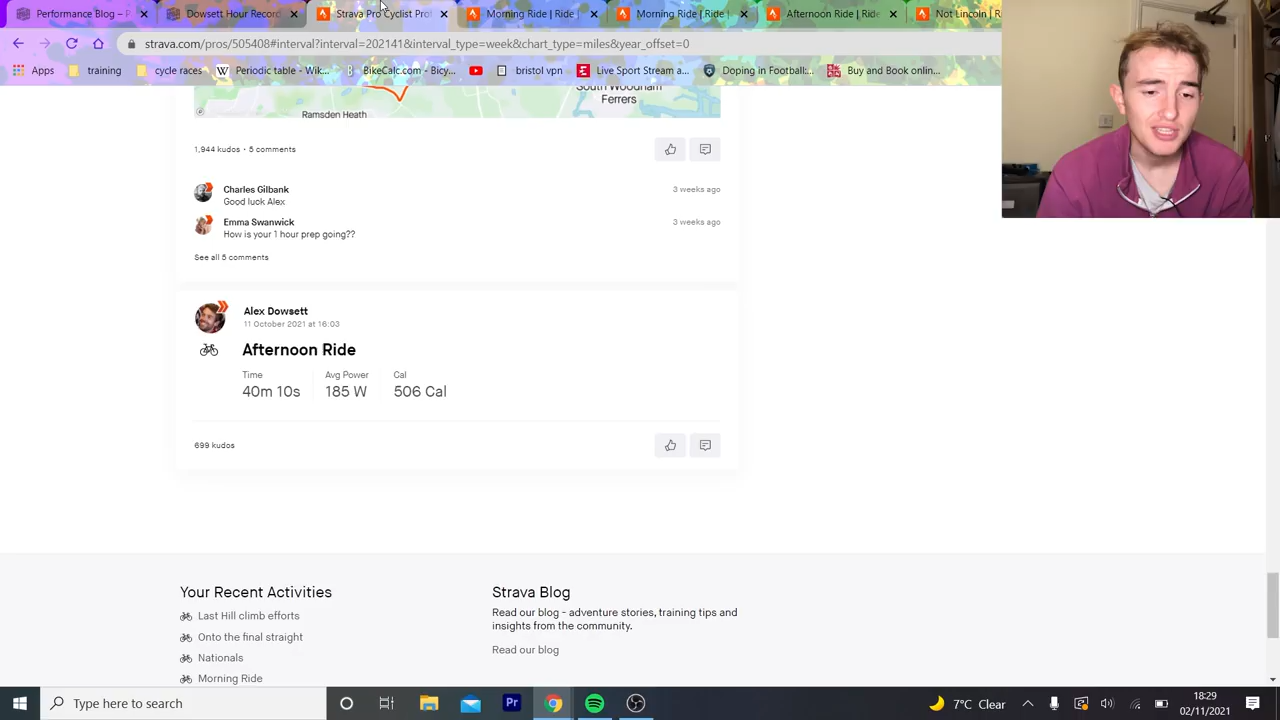 Performance Blog - P
Dowsett Hour Record
Strava Pro Cyclist Prof
Morning Ride | Ride |
Morning Ride | Ride |
Afternoon Ride | Ride
Not Lincoln | R
strava.com/pros/505408#interval?interval=202141&interval_type=week&chart_type=miles&year_offset=0
Apps
training
cycle races
Periodic table - Wik...
BikeCalc.com - Bicy...
bristol vpn
Live Sport Stream a...
Doping in Football:...
Buy and Book onlin...
South Woodham
Ferrers
Ramsden Heath
1,944 kudos · 5 comments
Charles Gilbank
3 weeks ago
Good luck Alex
Emma Swanwick
3 weeks ago
How is your 1 hour prep going??
See all 5 comments
Alex Dowsett
11 October 2021 at 16:03
Afternoon Ride
Time
Avg Power
Cal
40m 10s
185 W
506 Cal
699 kudos
Your Recent Activities
Last Hill climb efforts
Onto the final straight
Nationals
Morning Ride
Strava Blog
Read our blog - adventure stories, training tips and
insights from the community.
Read our blog
Type here to search
Pr
7°C Clear
18:29
02/11/2021